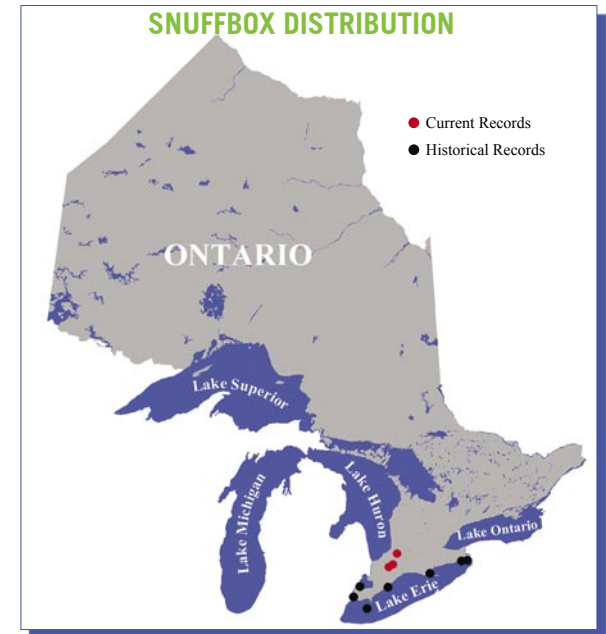 SNUFFBOX DISTRIBUTION
Current Records
Historical Records
ONTARIO
Lake Superior
Lake Michigan
Lake Huron
Lake Ontario
Lake Erie